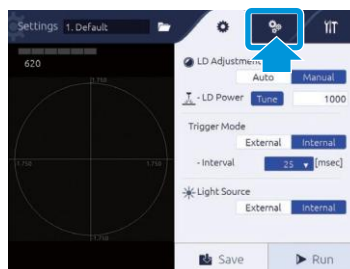 Settings 1. Default
620
1.750
1.750
1.750
1.750
LD Adjustment
Auto Manual
- LD Power Tune 1000
Trigger Mode
External Internal
- Interval 25 [msec]
Light Source
External Internal
Save Run